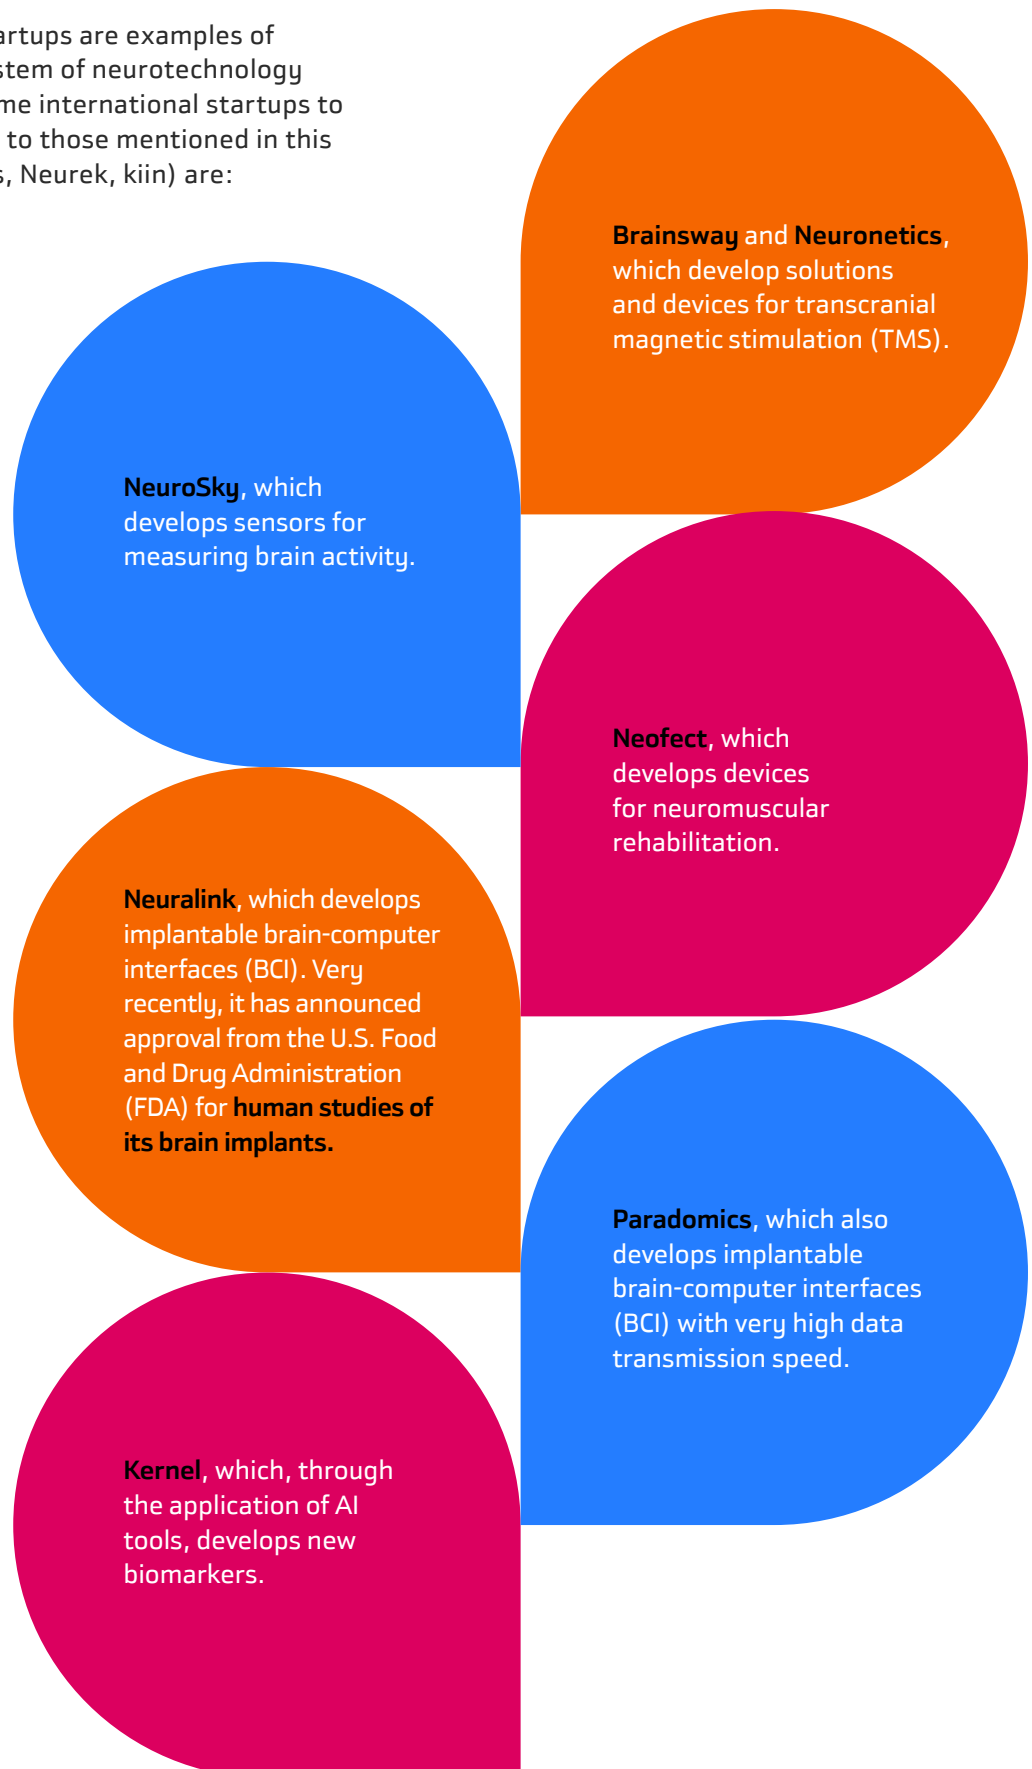 artups are examples of
stem of neurotechnology
me international startups to
to those mentioned in this
s, Neurek, kiin) are:
Brainsway and Neuronetics,
which develop solutions
and devices for transcranial
magnetic stimulation (TMS).
NeuroSky, which
develops sensors for
measuring brain activity.
Neofect, which
develops devices
for neuromuscular
rehabilitation.
Neuralink, which develops
implantable brain-computer
interfaces (BCI). Very
recently, it has announced
approval from the U.S. Food
and Drug Administration
(FDA) for human studies of
its brain implants.
Paradomics, which also
develops implantable
brain-computer interfaces
(BCI) with very high data
transmission speed.
Kernel, which, through
the application of AI
tools, develops new
biomarkers.